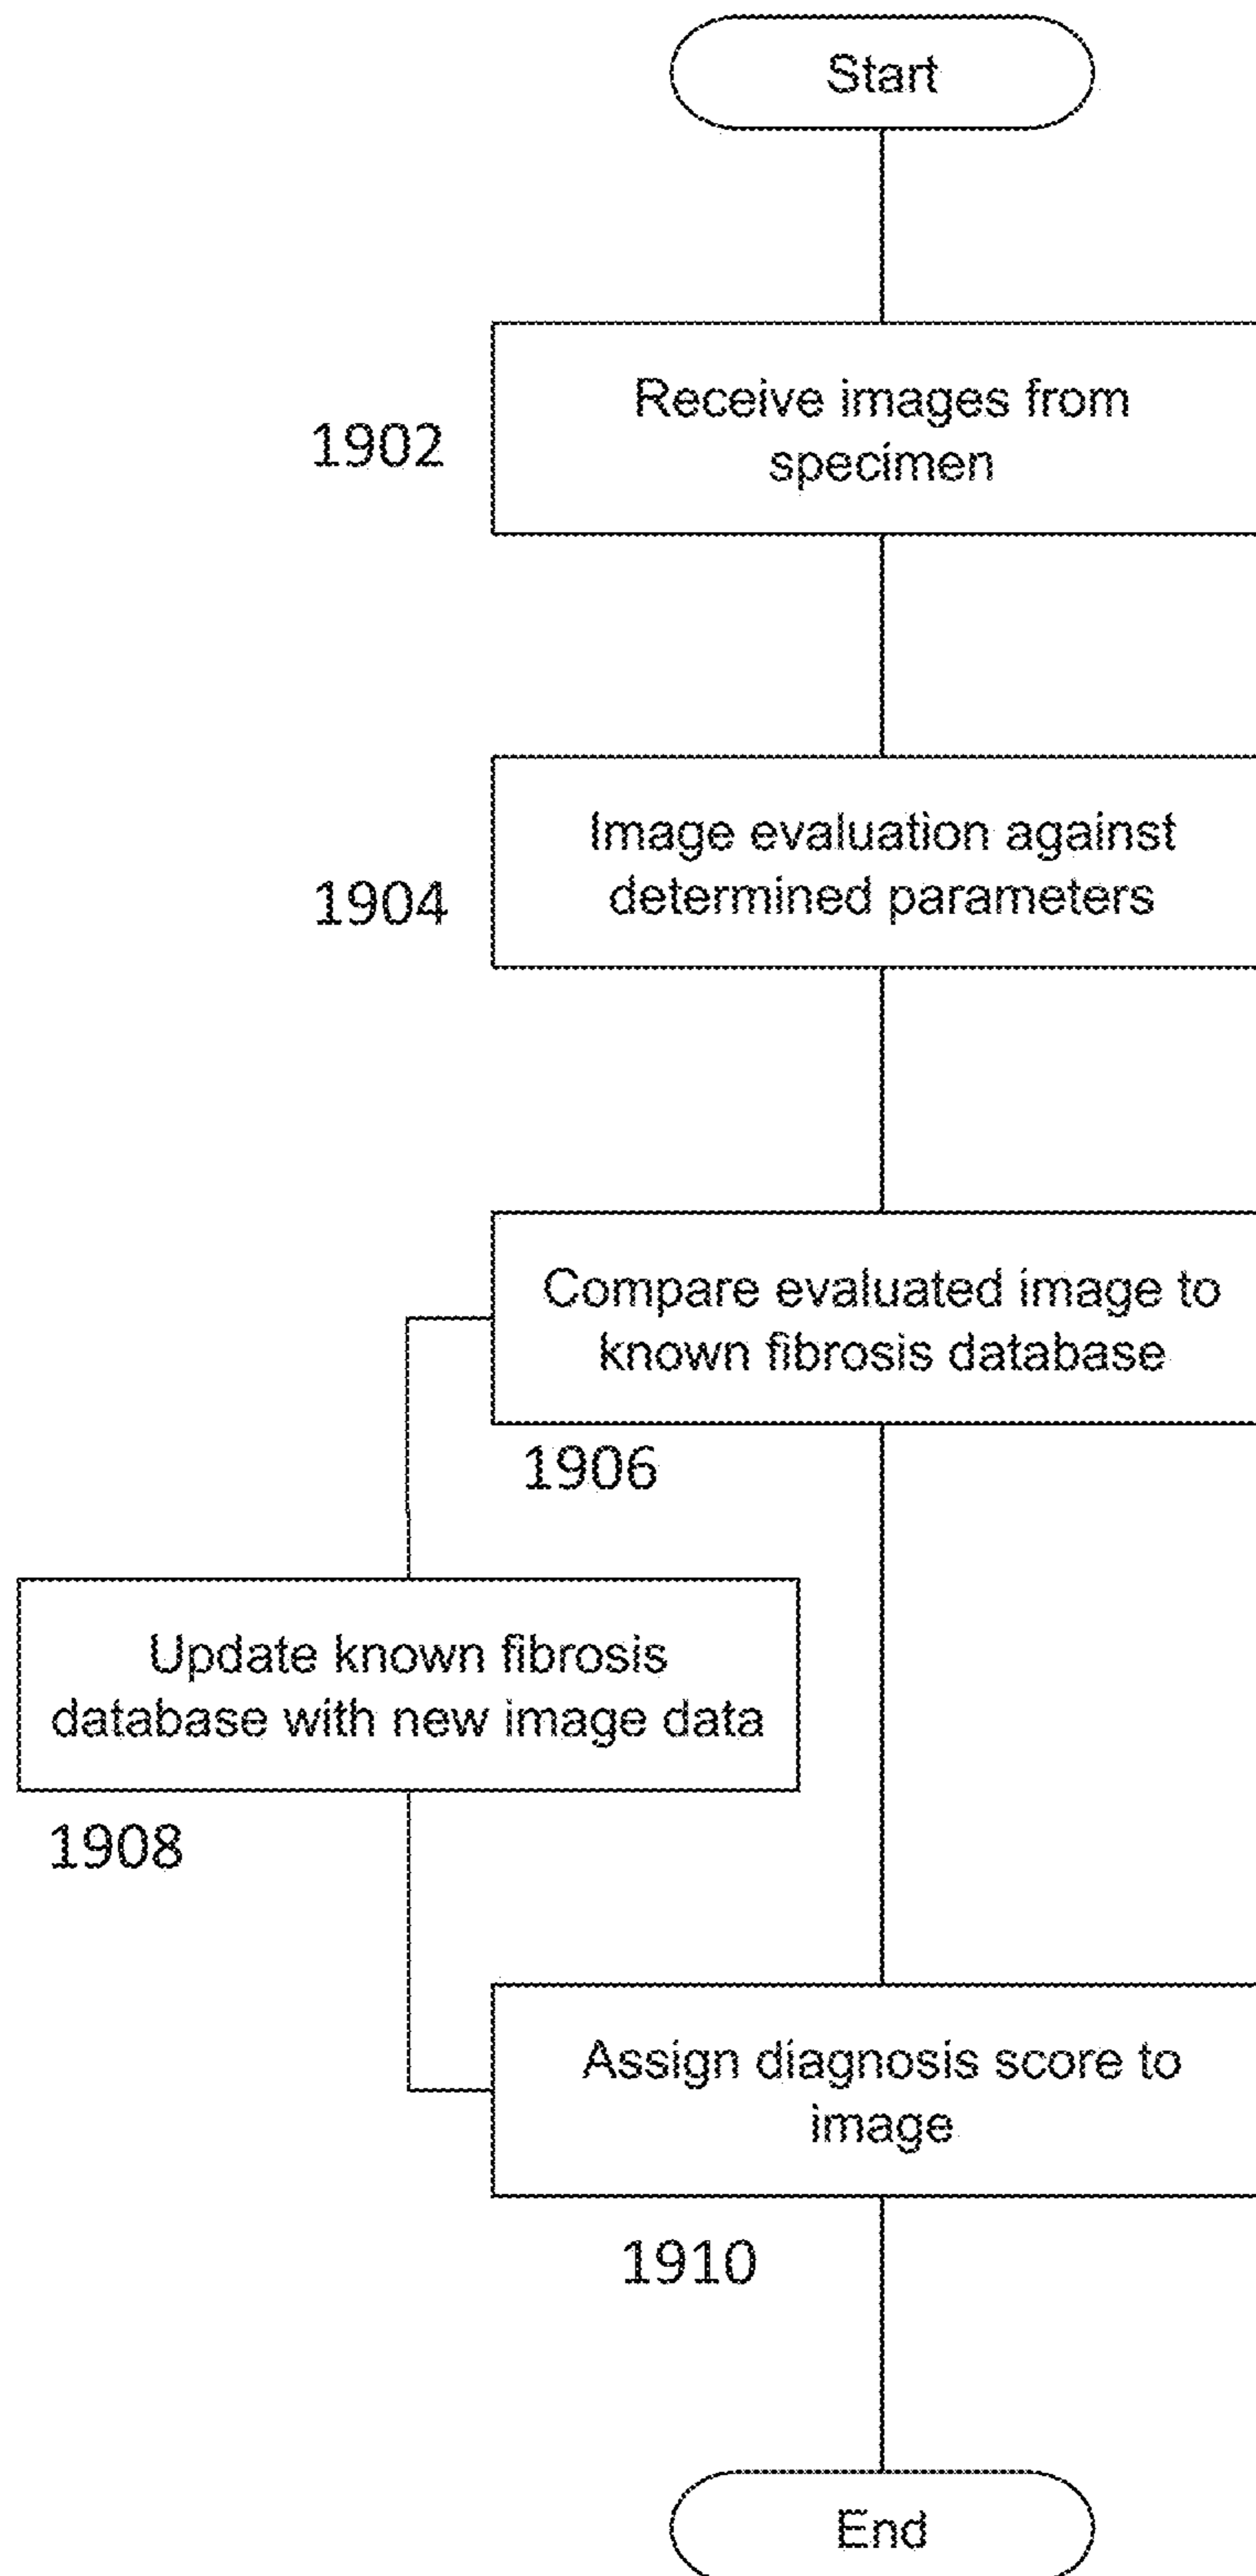 Start
Receive images from
specimen
1902
Image evaluation against
determined parameters
1904
Compare evaluated image to
known fibrosis database
1906
Update known fibrosis
database with new image data
1908
Assign diagnosis score to
image
1910
End